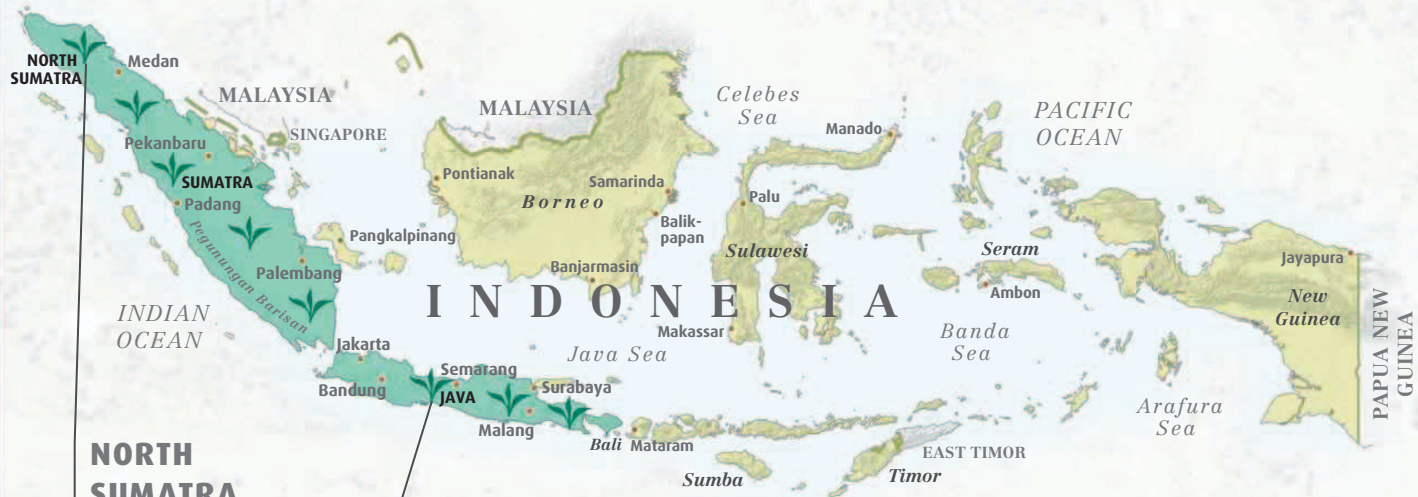 NORTH
SUMATRA
Medan
MALAYSIA
SINGAPORE
Pekanbaru
SUMATRA
Padang
Pegunungan Barisan
Palembang
Pangkalpinang
INDIAN
OCEAN
MALAYSIA
Pontianak
Borneo
Samarinda
Balik-
papan
Banjarmasin
Celebes
Sea
Manado
Palu
Sulawesi
Makassar
PACIFIC
OCEAN
Seram
Ambon
Jayapura
New
Guinea
PAPUA NEW
GUINEA
INDONESIA
Java Sea
Banda
Sea
Arafura
Sea
Jakarta
Bandung
Semarang
JAVA
Surabaya
Malang
Bali
Mataram
Sumba
EAST TIMOR
Timor
NORTH
SUMATRA